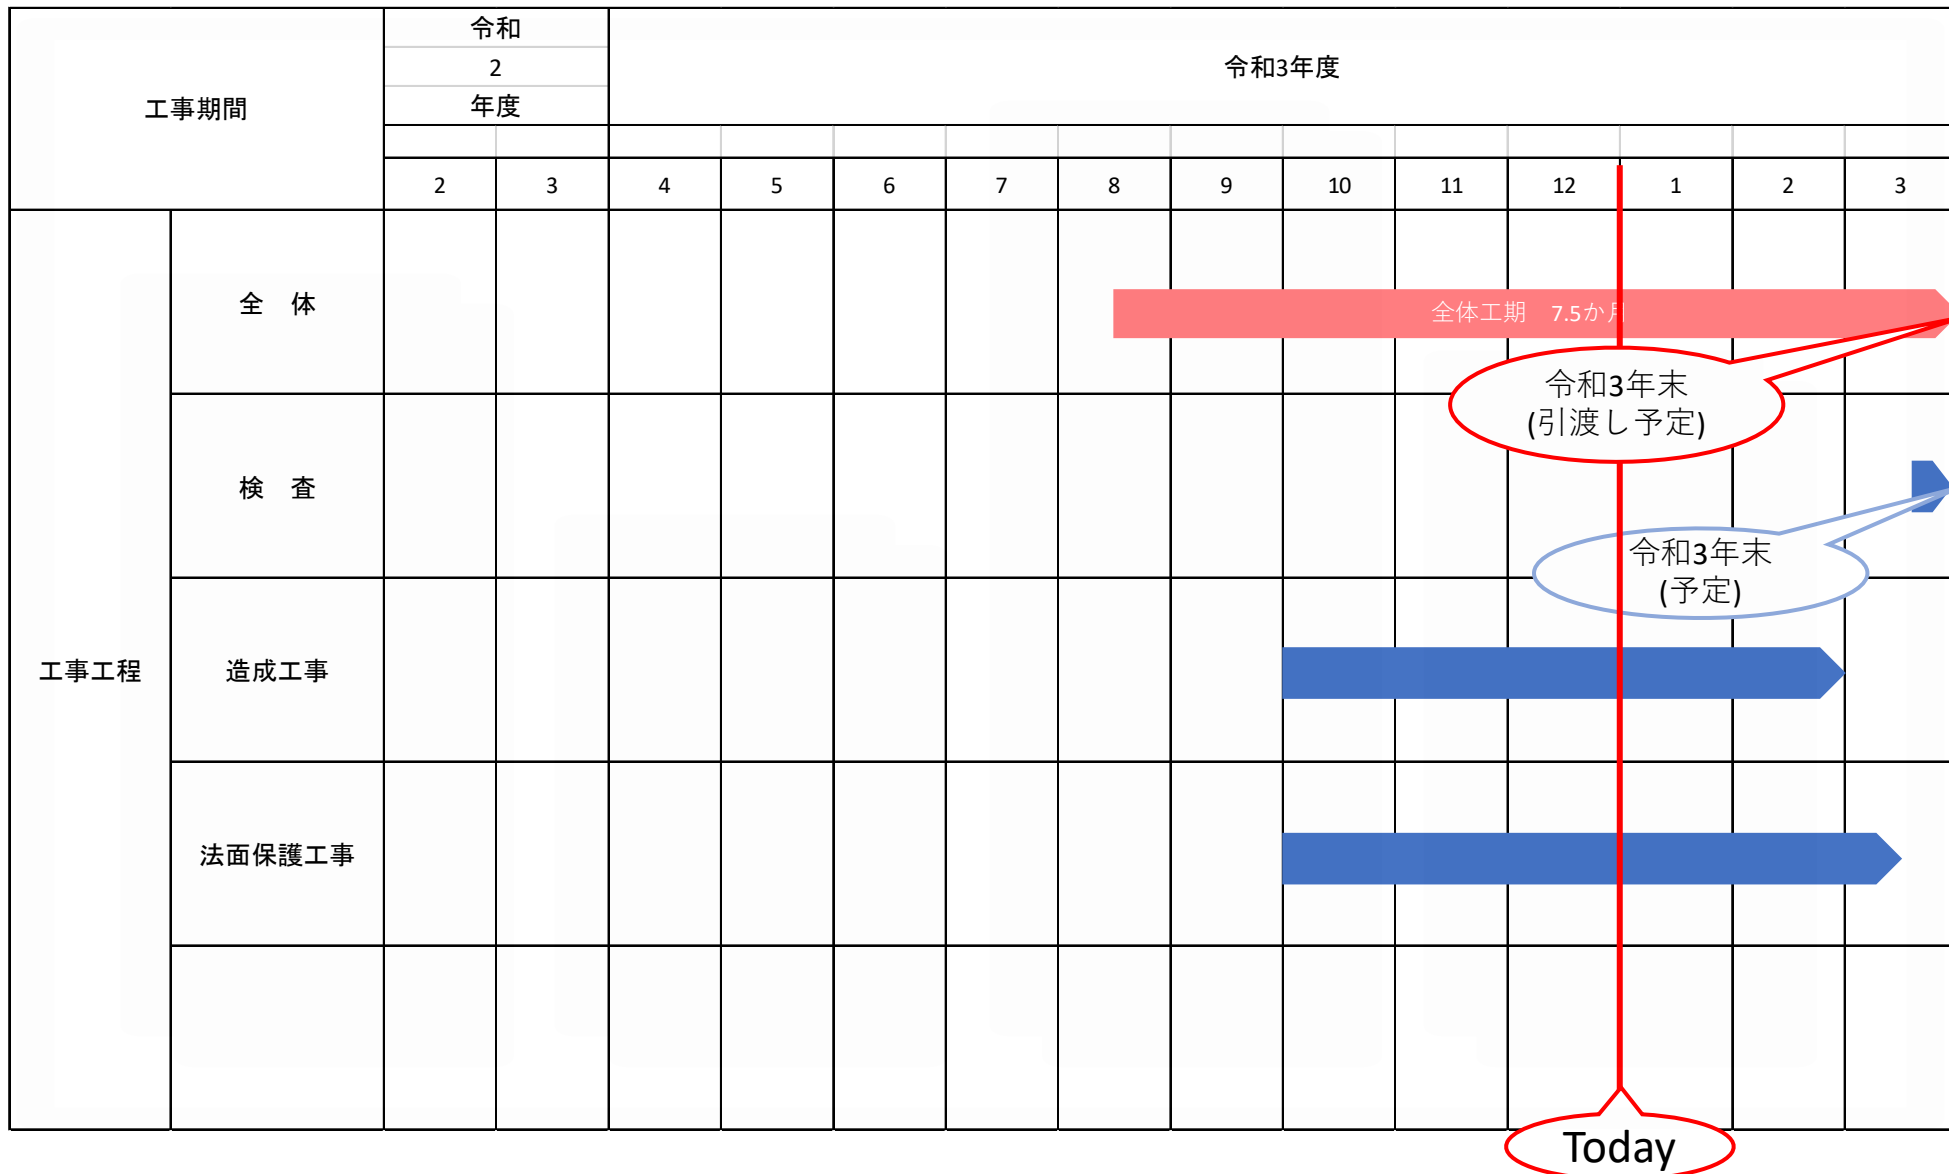 工事期間
令和
2
年度
令和3年度
2 3 4 5 6 7 8 9 10 11 12 1 2 3
工事工程
全　体
全体工期　7.5か月
令和3年末
(引渡し予定)
検　査
令和3年末
(予定)
造成工事
法面保護工事
Today